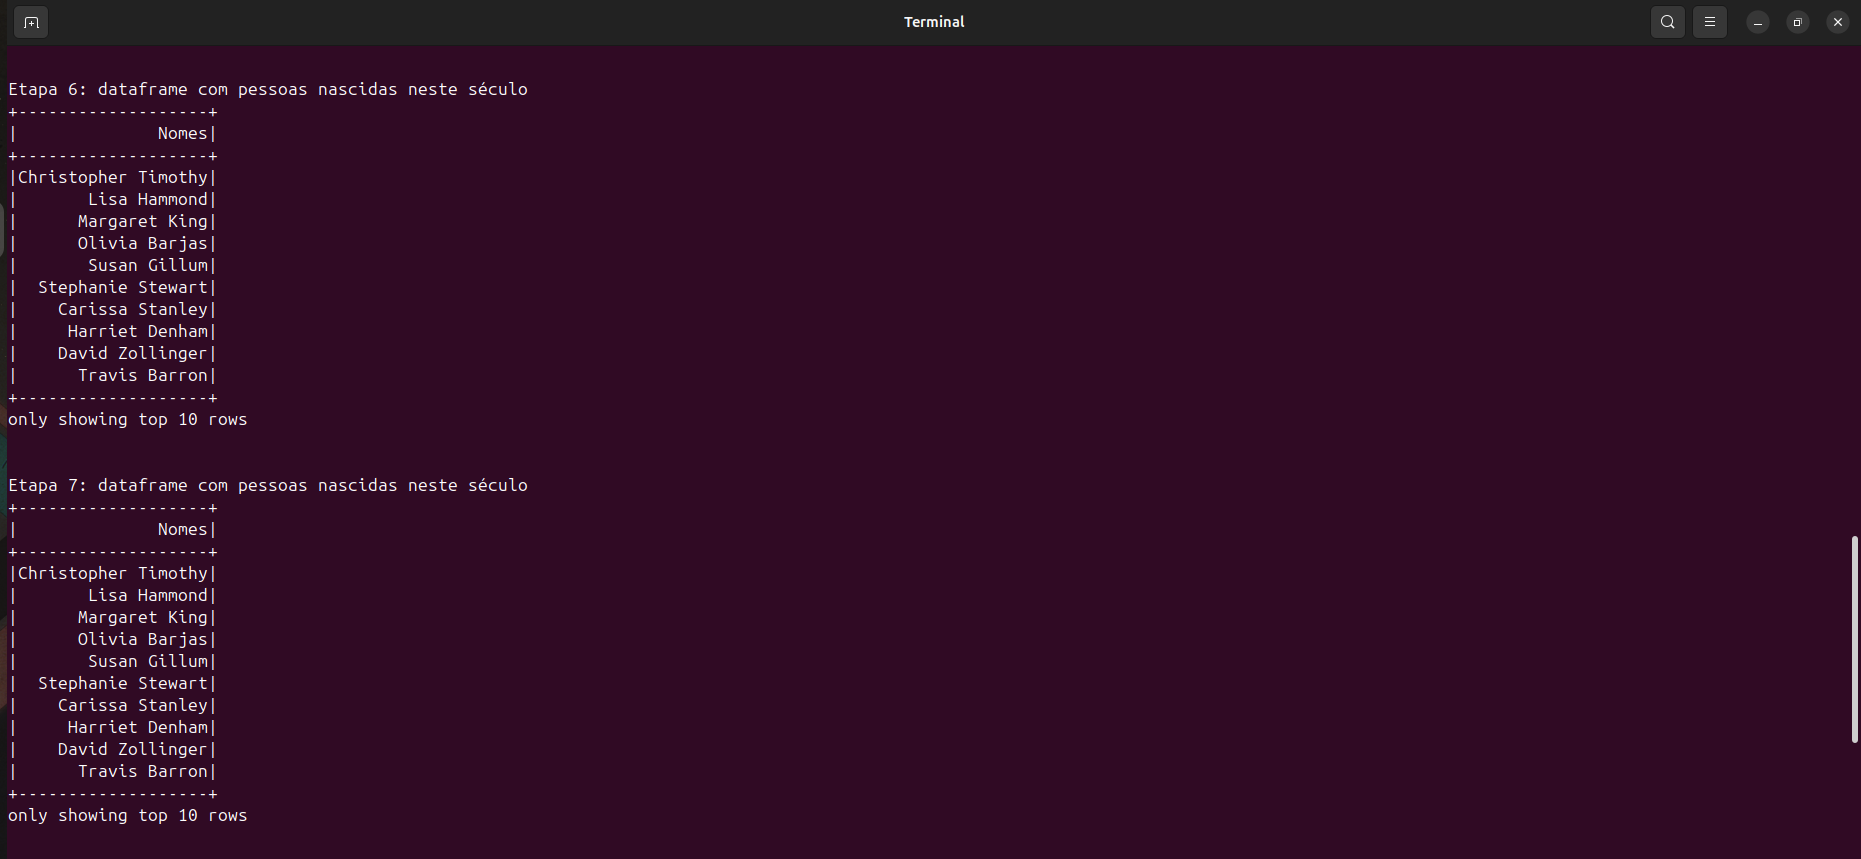 Terminal
Etapa 6: dataframe com pessoas nascidas neste século
+-------------------+
|              Nomes|
+-------------------+
|Christopher Timothy|
|       Lisa Hammond|
|      Margaret King|
|      Olivia Barjas|
|       Susan Gillum|
|  Stephanie Stewart|
|    Carissa Stanley|
|     Harriet Denham|
|    David Zollinger|
|      Travis Barron|
+-------------------+
only showing top 10 rows
Etapa 7: dataframe com pessoas nascidas neste século
+-------------------+
|              Nomes|
+-------------------+
|Christopher Timothy|
|       Lisa Hammond|
|      Margaret King|
|      Olivia Barjas|
|       Susan Gillum|
|  Stephanie Stewart|
|    Carissa Stanley|
|     Harriet Denham|
|    David Zollinger|
|      Travis Barron|
+-------------------+
only showing top 10 rows